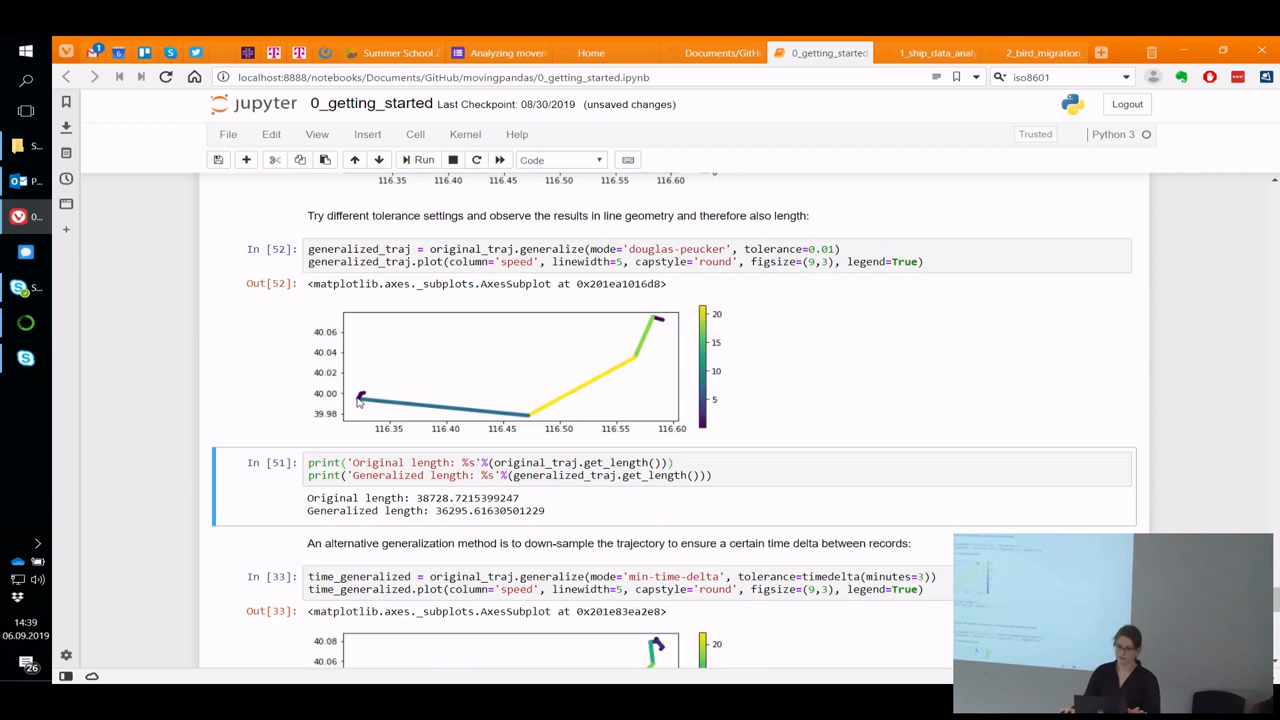 1
6
Summer School 2
Analyzing movem
Home
Documents/GitHu
0_getting_started
1_ship_data_anal
2_bird_migration
localhost:8888/notebooks/Documents/GitHub/movingpandas/0_getting_started.ipynb
iso8601
jupyter 0_getting_started Last Checkpoint: 08/30/2019 (unsaved changes)
Logout
File Edit View Insert Cell Kernel Help
Trusted
Python 3
Run
Code
116.35 116.40 116.45 116.50 116.55 116.60
Try different tolerance settings and observe the results in line geometry and therefore also length:
In [52]: generalized_traj = original_traj.generalize(mode='douglas-peucker', tolerance=0.01)
generalized_traj.plot(column='speed', linewidth=5, capstyle='round', figsize=(9,3), legend=True)
Out[52]: <matplotlib.axes._subplots.AxesSubplot at 0x201ea1016d8>
40.06
40.04
40.02
40.00
39.98
116.35 116.40 116.45 116.50 116.55 116.60
20
15
10
5
In [51]: print('Original length: %s'%(original_traj.get_length()))
print('Generalized length: %s'%(generalized_traj.get_length()))
Original length: 38728.7215399247
Generalized length: 36295.61630501229
An alternative generalization method is to down-sample the trajectory to ensure a certain time delta between records:
In [33]: time_generalized = original_traj.generalize(mode='min-time-delta', tolerance=timedelta(minutes=3))
time_generalized.plot(column='speed', linewidth=5, capstyle='round', figsize=(9,3), legend=True)
Out[33]: <matplotlib.axes._subplots.AxesSubplot at 0x201e83ea2e8>
40.08
40.06
20
S...
P...
0...
S...
14:39
06.09.2019
26